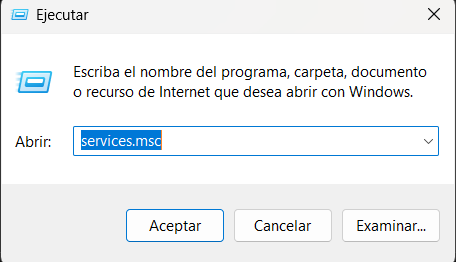 Ejecutar
Escriba el nombre del programa, carpeta, documento
o recurso de Internet que desea abrir con Windows.
Abrir: services.msc
Aceptar Cancelar Examinar...